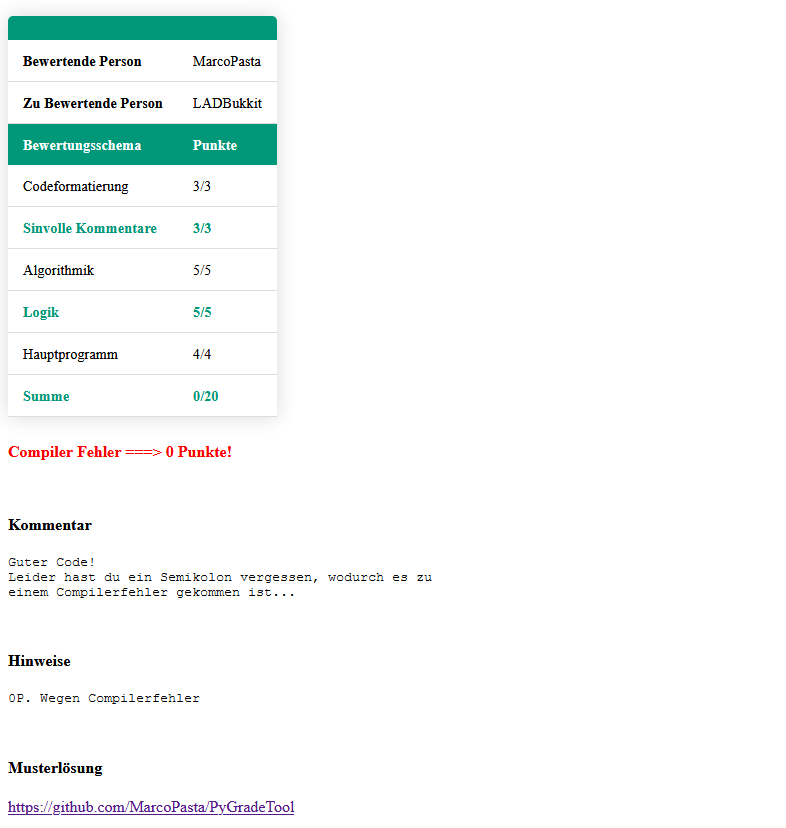 Bewertende Person MarcoPasta
Zu Bewertende Person LADBukkit
Bewertungsschema Punkte
Codeformatierung 3/3
Sinvolle Kommentare 3/3
Algorithmik 5/5
Logik 5/5
Hauptprogramm 4/4
Summe 0/20
Compiler Fehler ===> 0 Punkte!
Kommentar
Guter Code!
Leider hast du ein Semikolon vergessen, wodurch es zu
einem Compilerfehler gekommen ist...
Hinweise
0P. Wegen Compilerfehler
Musterlösung
https://github.com/MarcoPasta/PyGradeTool